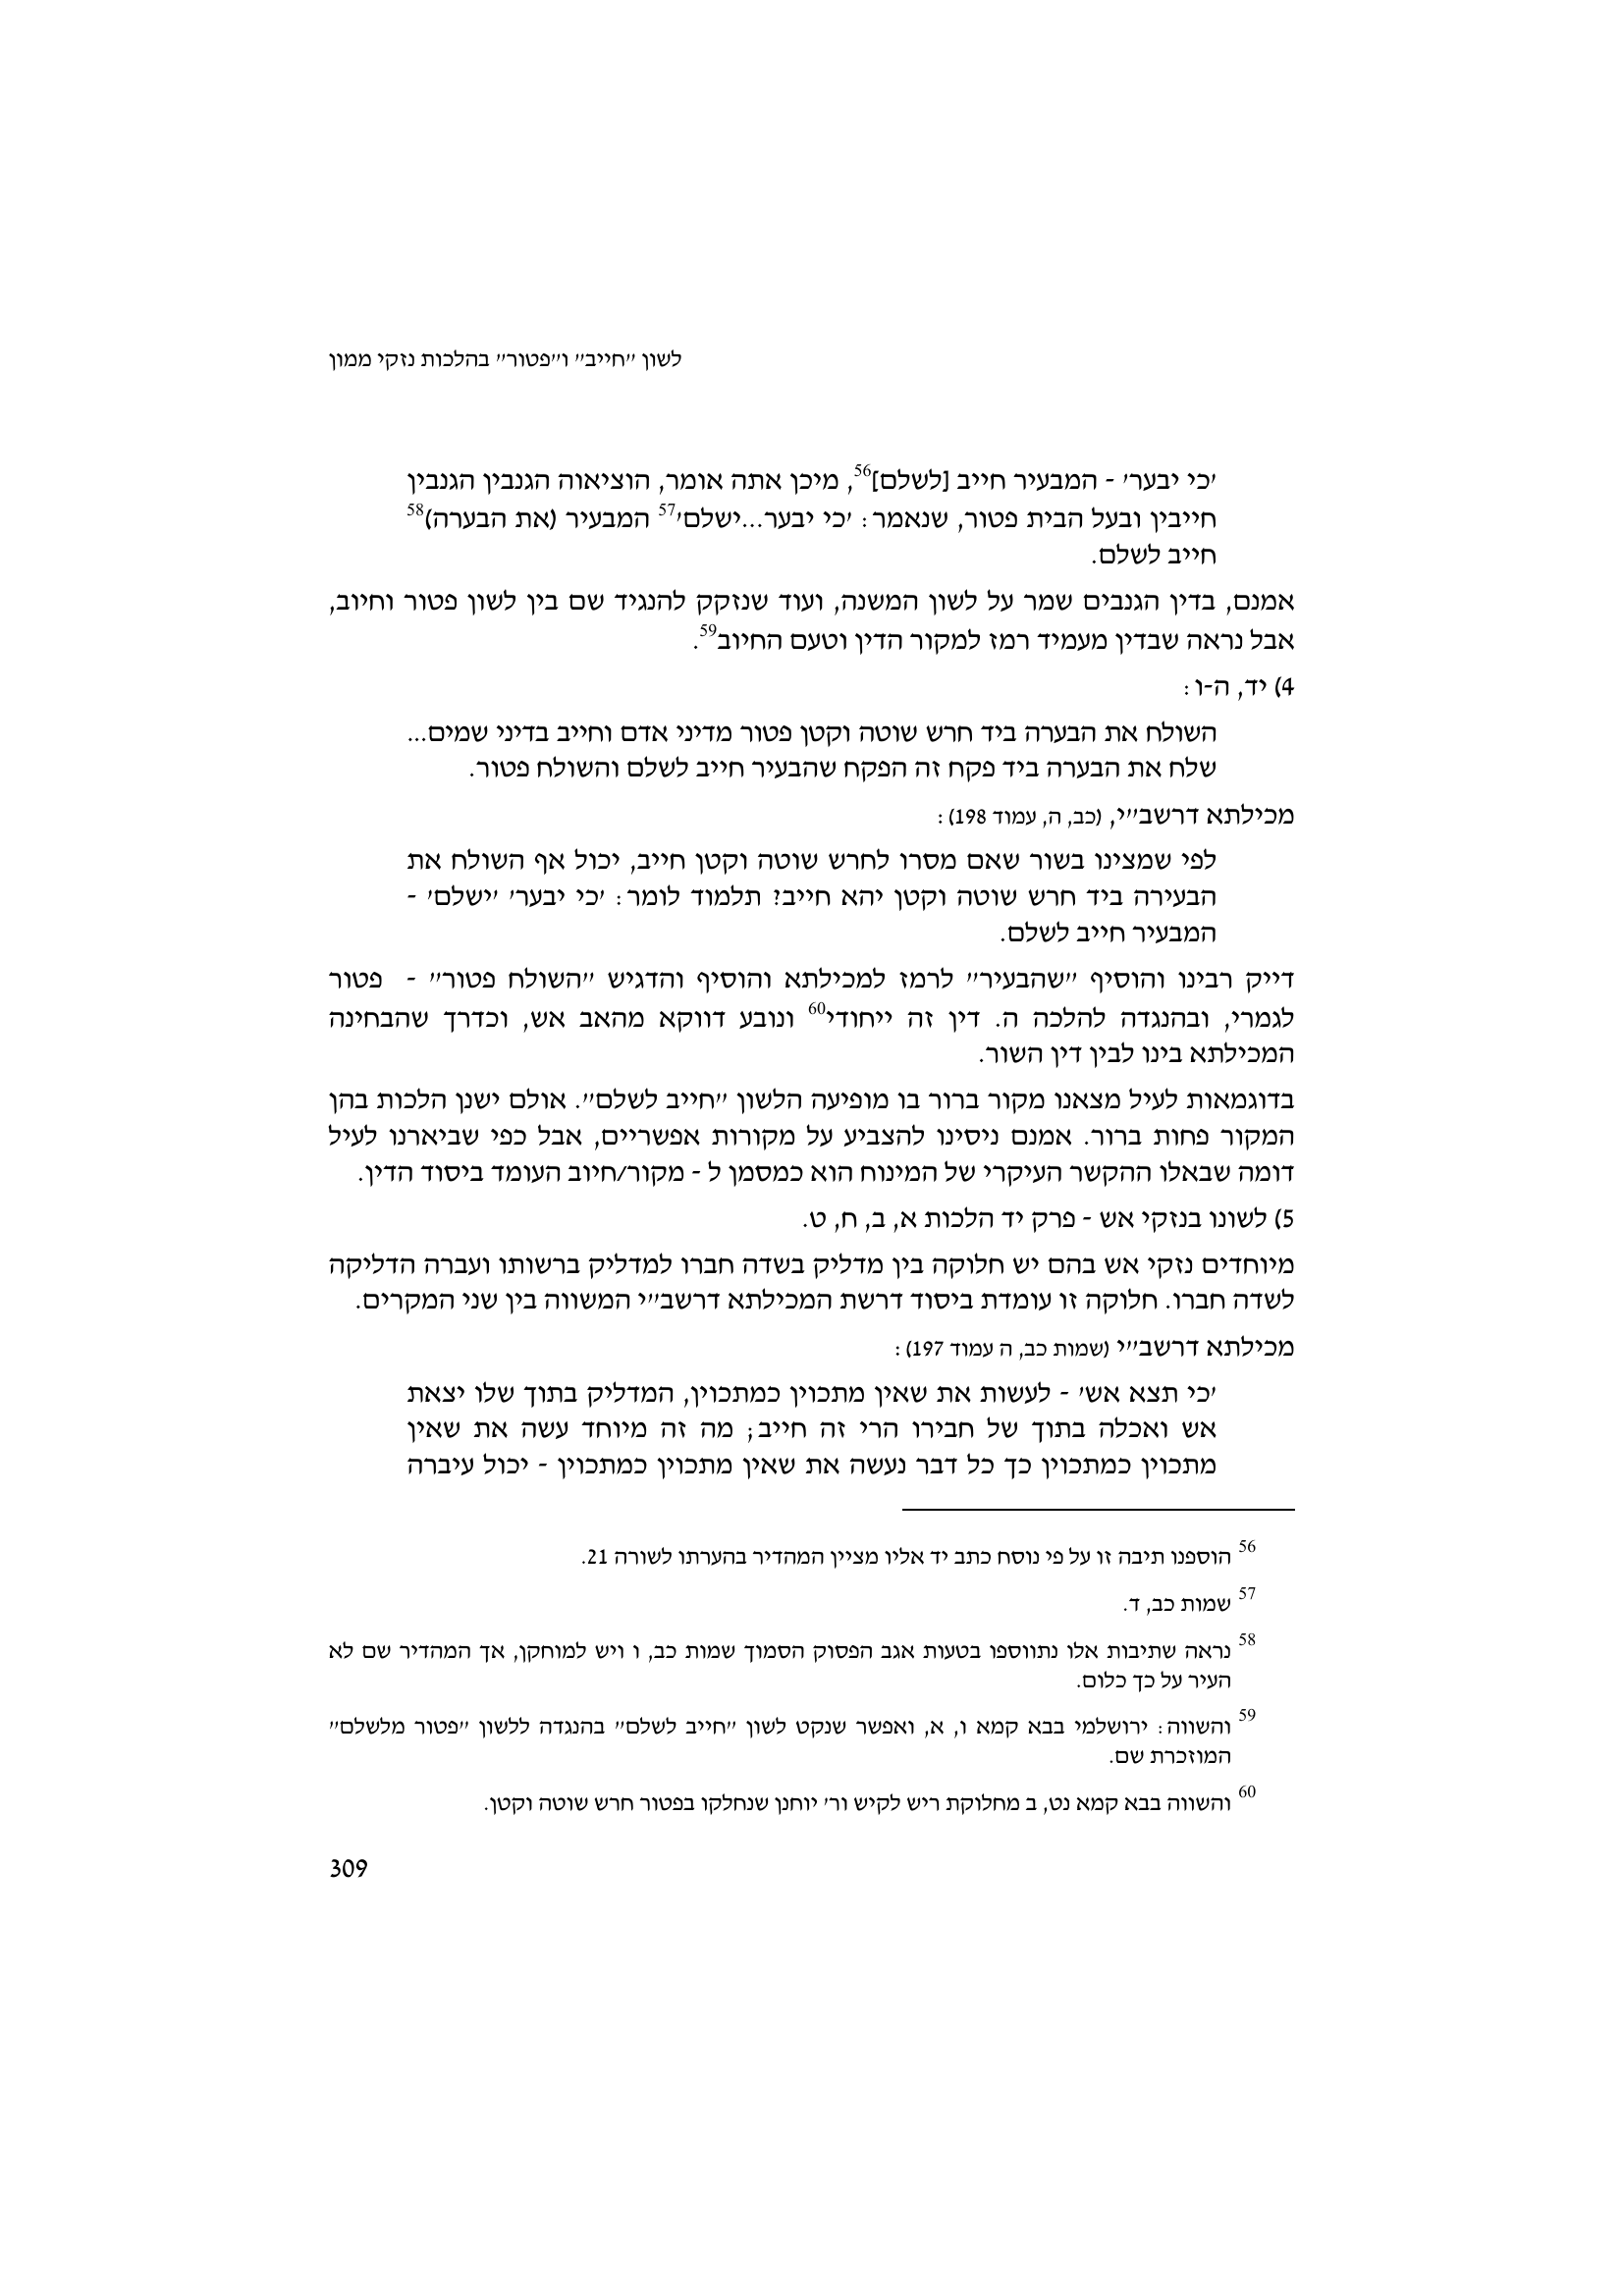 לשון "חייב" ו"פטור" בהלכות נזקי ממון
'כי יבער' - המבעיר חייב [לשלם]56, מיכן אתה אומר, הוציאוה הגנבין הגנבין
חייבין ובעל הבית פטור, שנאמר: 'כי יבער...ישלם'57 המבעיר (את הבערה)58
חייב לשלם.
אמנם, בדין הגנבים שמר על לשון המשנה, ועוד שנזקק להנגיד שם בין לשון פטור וחיוב,
אבל נראה שבדין מעמיד רמז למקור הדין וטעם החיוב59.
4) יד, ה-ו:
השולח את הבערה ביד חרש שוטה וקטן פטור מדיני אדם וחייב בדיני שמים...
שלח את הבערה ביד פקח זה הפקח שהבעיר חייב לשלם והשולח פטור.
מכילתא דרשב"י, (כב, ה, עמוד 198):
לפי שמצינו בשור שאם מסרו לחרש שוטה וקטן חייב, יכול אף השולח את
הבעירה ביד חרש שוטה וקטן יהא חייב? תלמוד לומר: 'כי יבער' 'ישלם' -
המבעיר חייב לשלם.
דייק רבינו והוסיף "שהבעיר" לרמז למכילתא והוסיף והדגיש "השולח פטור" - פטור
לגמרי, ובהנגדה להלכה ה. דין זה ייחודי60 ונובע דווקא מהאב אש, וכדרך שהבחינה
המכילתא בינו לבין דין השור.
בדוגמאות לעיל מצאנו מקור ברור בו מופיעה הלשון "חייב לשלם". אולם ישנן הלכות בהן
המקור פחות ברור. אמנם ניסינו להצביע על מקורות אפשריים, אבל כפי שביארנו לעיל
דומה שבאלו ההקשר העיקרי של המינוח הוא כמסמן ל - מקור/חיוב העומד ביסוד הדין.
5) לשונו בנזקי אש - פרק יד הלכות א, ב, ח, ט.
מיוחדים נזקי אש בהם יש חלוקה בין מדליק בשדה חברו למדליק ברשותו ועברה הדליקה
לשדה חברו. חלוקה זו עומדת ביסוד דרשת המכילתא דרשב"י המשווה בין שני המקרים.
מכילתא דרשב"י (שמות כב, ה עמוד 197):
'כי תצא אש' - לעשות את שאין מתכוין כמתכוין, המדליק בתוך שלו יצאת
אש ואכלה בתוך של חבירו הרי זה חייב; מה זה מיוחד עשה את שאין
מתכוין כמתכוין כך כל דבר נעשה את שאין מתכוין כמתכוין - יכול עיברה
56 הוספנו תיבה זו על פי נוסח כתב יד אליו מציין המהדיר בהערתו לשורה 21.
57 שמות כב, ד.
58 נראה שתיבות אלו נתווספו בטעות אגב הפסוק הסמוך שמות כב, ו ויש למוחקן, אך המהדיר שם לא
העיר על כך כלום.
59 והשווה: ירושלמי בבא קמא ו, א, ואפשר שנקט לשון "חייב לשלם" בהנגדה ללשון "פטור מלשלם"
המוזכרת שם.
60 והשווה בבא קמא נט, ב מחלוקת ריש לקיש ור' יוחנן שנחלקו בפטור חרש שוטה וקטן.
309